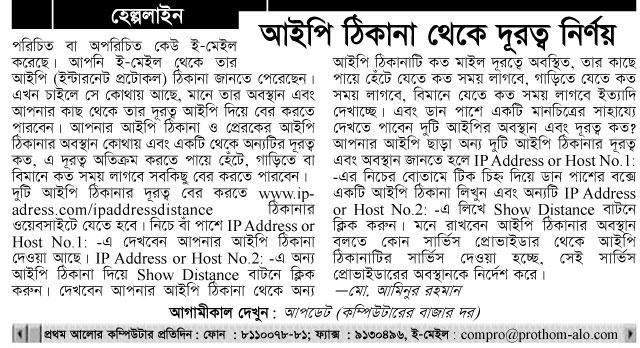 হেল্পলাইন
আইপি ঠিকানা থেকে দূরত্ব নির্ণয়
পরিচিত বা অপরিচিত কেউ ই-মেইল
করেছে। আপনি ই-মেইল থেকে তার
আইপি (ইন্টারনেট প্রটোকল) ঠিকানা জানতে পেরেছেন।
এখন চাইলে সে কোথায় আছে, মানে তার অবস্থান এবং
আপনার কাছ থেকে তার দূরত্ব আইপি দিয়ে বের করতে
পারবেন। আপনার আইপি ঠিকানা ও প্রেরকের আইপি
ঠিকানার অবস্থান কোথায় এবং একটি থেকে অন্যটির দূরত্ব
কত, এ দূরত্ব অতিক্রম করতে পায়ে হেঁটে, গাড়িতে বা
বিমানে কত সময় লাগবে সবকিছু বের করতে পারবেন।
দুটি আইপি ঠিকানার দূরত্ব বের করতে www.ip-
adress.com/ipaddressdistance ঠিকানার
ওয়েবসাইটে যেতে হবে। নিচে বাঁ পাশে IP Address or
Host No.1: -এ দেখবেন আপনার আইপি ঠিকানা
দেওয়া আছে। IP Address or Host No.2: -এ অন্য
আইপি ঠিকানা দিয়ে Show Distance বাটনে ক্লিক
করুন। দেখবেন আপনার আইপি ঠিকানা থেকে অন্য
আইপি ঠিকানাটি কত মাইল দূরত্বে অবস্থিত, তার কাছে
পায়ে হেঁটে যেতে কত সময় লাগবে, গাড়িতে যেতে কত
সময় লাগবে, বিমানে যেতে কত সময় লাগবে ইত্যাদি
দেখাচ্ছে। এবং ডান পাশে একটি মানচিত্রের সাহায্যে
দেখতে পাবেন দুটি আইপির অবস্থান এবং দূরত্ব কত?
আপনার আইপি ছাড়া অন্য দুটি আইপি ঠিকানার দূরত্ব
এবং অবস্থান জানতে হলে IP Address or Host No.1:
-এর নিচের বোতামে টিক চিহ্ন দিয়ে ডান পাশের বক্সে
একটি আইপি ঠিকানা লিখুন এবং অন্যটি IP Address
or Host No.2: -এ লিখে Show Distance বাটনে
ক্লিক করুন। মনে রাখবেন আইপি ঠিকানার অবস্থান
বলতে কোন সার্ভিস প্রোভাইডার থেকে আইপি
ঠিকানাটির সার্ভিস দেওয়া হচ্ছে, সেই সার্ভিস
প্রোভাইডারের অবস্থানকে নির্দেশ করে।
—মো. আমিনুর রহমান
আগামীকাল দেখুন : আপডেট (কম্পিউটারের বাজার দর)
প্রথম আলোর কম্পিউটার প্রতিদিন : ফোন : ৮১১০০৭৮-৮১; ফ্যাক্স : ৯১৩০৪৯৬, ই-মেইল : compro@prothom-alo.com